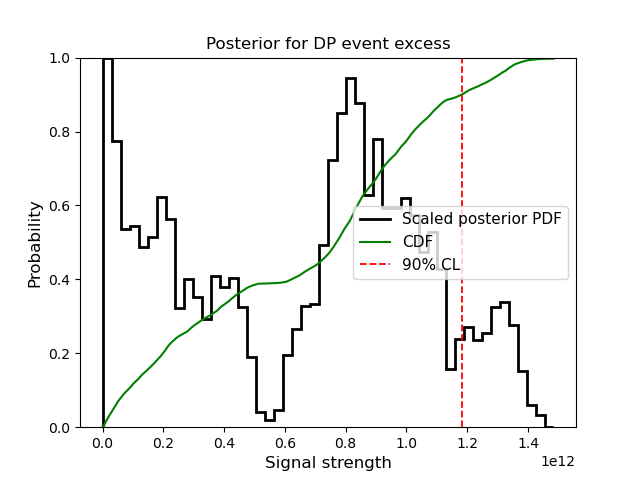 Posterior for DP event excess
Probability
1.0
0.8
0.6
0.4
0.2
0.0
Scaled posterior PDF
CDF
90% CL
0.0 0.2 0.4 0.6 0.8 1.0 1.2 1.4
1e12
Signal strength